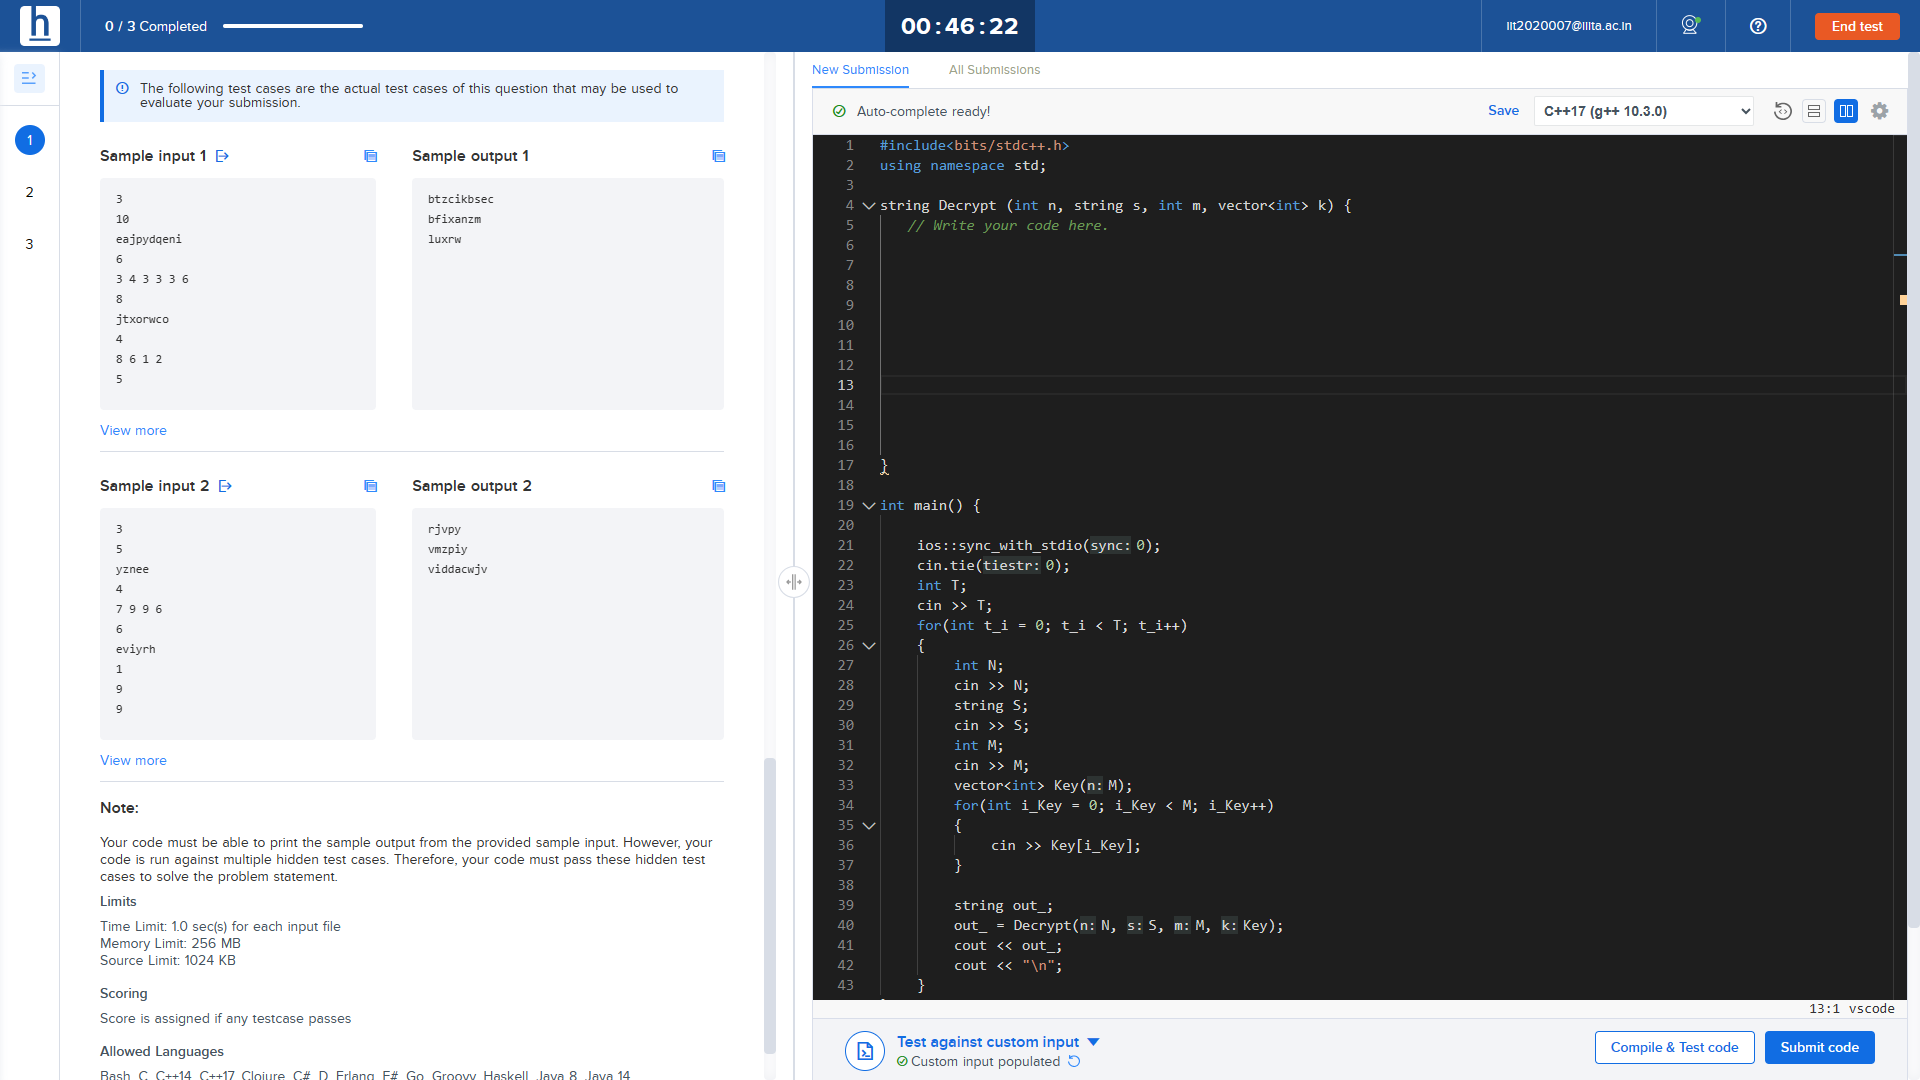 h
0 / 3 Completed
00:46:22
iit2020007@iiita.ac.in
End test
1
2
3
The following test cases are the actual test cases of this question that may be used to
evaluate your submission.
Sample input 1
Sample output 1
3
10
eajpydqeni
6
3 4 3 3 3 6
8
jtxorwco
4
8 6 1 2
5
btzcikbsec
bfixanzm
luxrw
View more
Sample input 2
Sample output 2
3
5
yznee
4
7 9 9 6
6
eviyrh
1
9
9
rjvpy
vmzpiy
viddacwjv
View more
Note:
Your code must be able to print the sample output from the provided sample input. However, your
code is run against multiple hidden test cases. Therefore, your code must pass these hidden test
cases to solve the problem statement.
Limits
Time Limit: 1.0 sec(s) for each input file
Memory Limit: 256 MB
Source Limit: 1024 KB
Scoring
Score is assigned if any testcase passes
Allowed Languages
Bash, C, C++14, C++17, Clojure, C#, D, Erlang, F#, Go, Groovy, Haskell, Java 8, Java 14,
New Submission
All Submissions
Auto-complete ready!
Save
C++17 (g++ 10.3.0)
1 #include<bits/stdc++.h>
2 using namespace std;
3
4 string Decrypt (int n, string s, int m, vector<int> k) {
5 // Write your code here.
6
7
8
9
10
11
12
13
14
15
16
17 }
18
19 int main() {
20
21 ios::sync_with_stdio(sync: 0);
22 cin.tie(tiestr: 0);
23 int T;
24 cin >> T;
25 for(int t_i = 0; t_i < T; t_i++)
26 {
27 int N;
28 cin >> N;
29 string S;
30 cin >> S;
31 int M;
32 cin >> M;
33 vector<int> Key(n: M);
34 for(int i_Key = 0; i_Key < M; i_Key++)
35 {
36 cin >> Key[i_Key];
37 }
38
39 string out_;
40 out_ = Decrypt(n: N, s: S, m: M, k: Key);
41 cout << out_;
42 cout << "\n";
43 }
13:1 vscode
Test against custom input
Custom input populated
Compile & Test code
Submit code